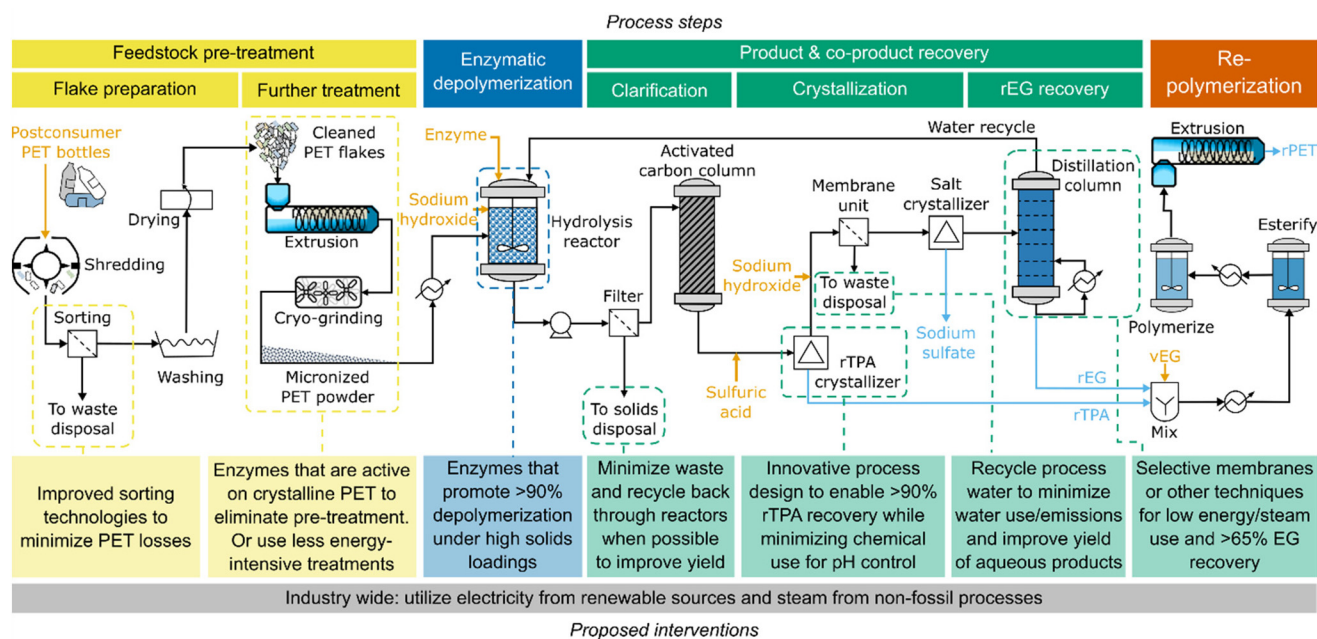 Process steps
Feedstock pre-treatment
Enzymatic
depolymerization
Product & co-product recovery
Re-
polymerization
Flake preparation
Further treatment
Clarification
Crystallization
rEG recovery
Postconsumer
PET bottles
Shredding
Sorting
To waste
disposal
Washing
Drying
Cleaned
PET flakes
Extrusion
Cryo-grinding
Micronized
PET powder
Enzyme
Sodium
hydroxide
Hydrolysis
reactor
Filter
To solids
disposal
Activated
carbon column
Sulfuric
acid
rTPA
crystallizer
Sodium
hydroxide
Membrane
unit
To waste
disposal
Salt
crystallizer
Sodium
sulfate
Water recycle
Distillation
column
rEG
rTPA
vEG
Mix
Esterify
Polymerize
Extrusion
rPET
Improved sorting
technologies to
minimize PET losses
Enzymes that are active
on crystalline PET to
eliminate pre-treatment.
Or use less energy-
intensive treatments
Enzymes that
promote >90%
depolymerization
under high solids
loadings
Minimize waste
and recycle back
through reactors
when possible
to improve yield
Innovative process
design to enable >90%
rTPA recovery while
minimizing chemical
use for pH control
Recycle process
water to minimize
water use/emissions
and improve yield
of aqueous products
Selective membranes
or other techniques
for low energy/steam
use and >65% EG
recovery
Industry wide: utilize electricity from renewable sources and steam from non-fossil processes
Proposed interventions